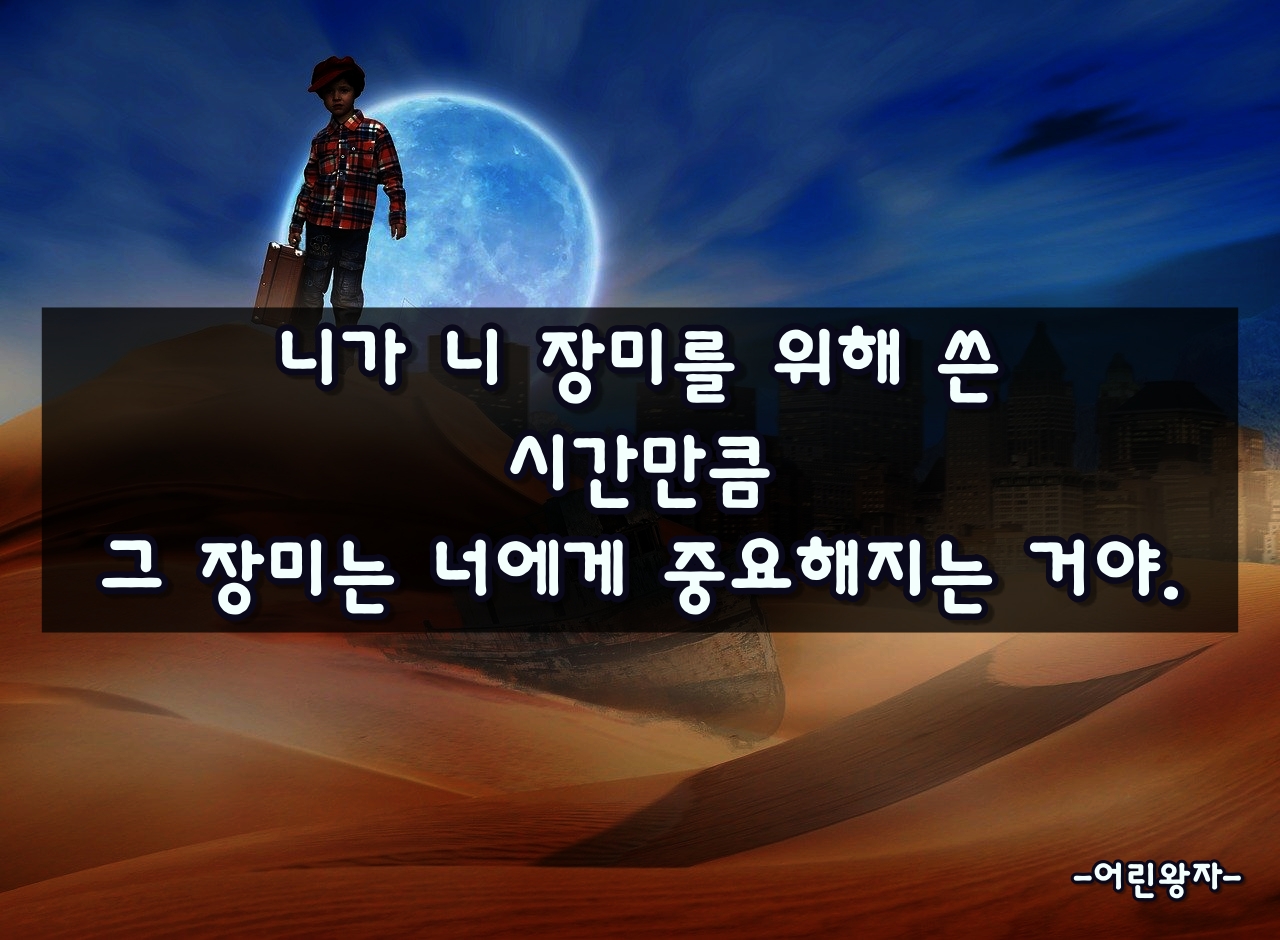 니가 니 장미를 위해 쓴
시간만큼
그 장미는 너에게 중요해지는 거야.
-어린왕자-